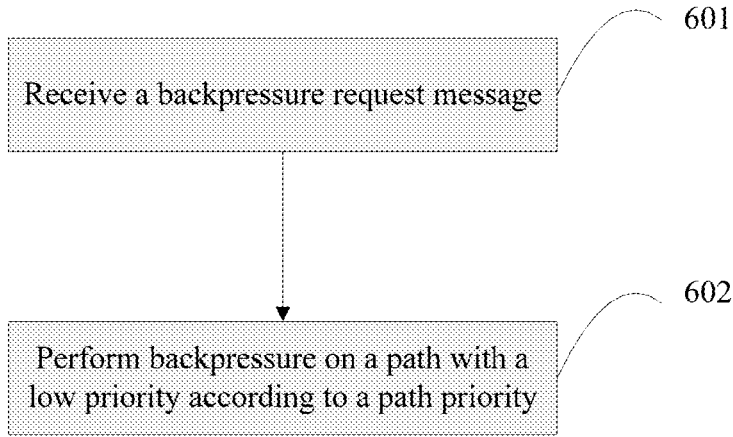 601
Receive a backpressure request message
602
Perform backpressure on a path with a
low priority according to a path priority